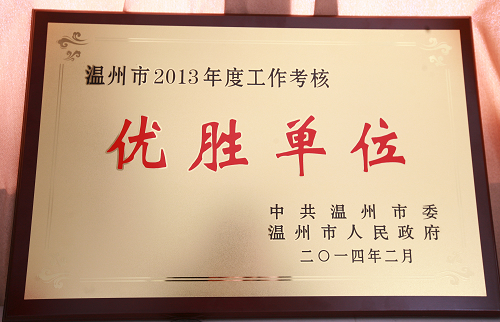 温州市2013年度工作考核
优胜单位
中共温州市委
温州市人民政府
二〇一四年二月